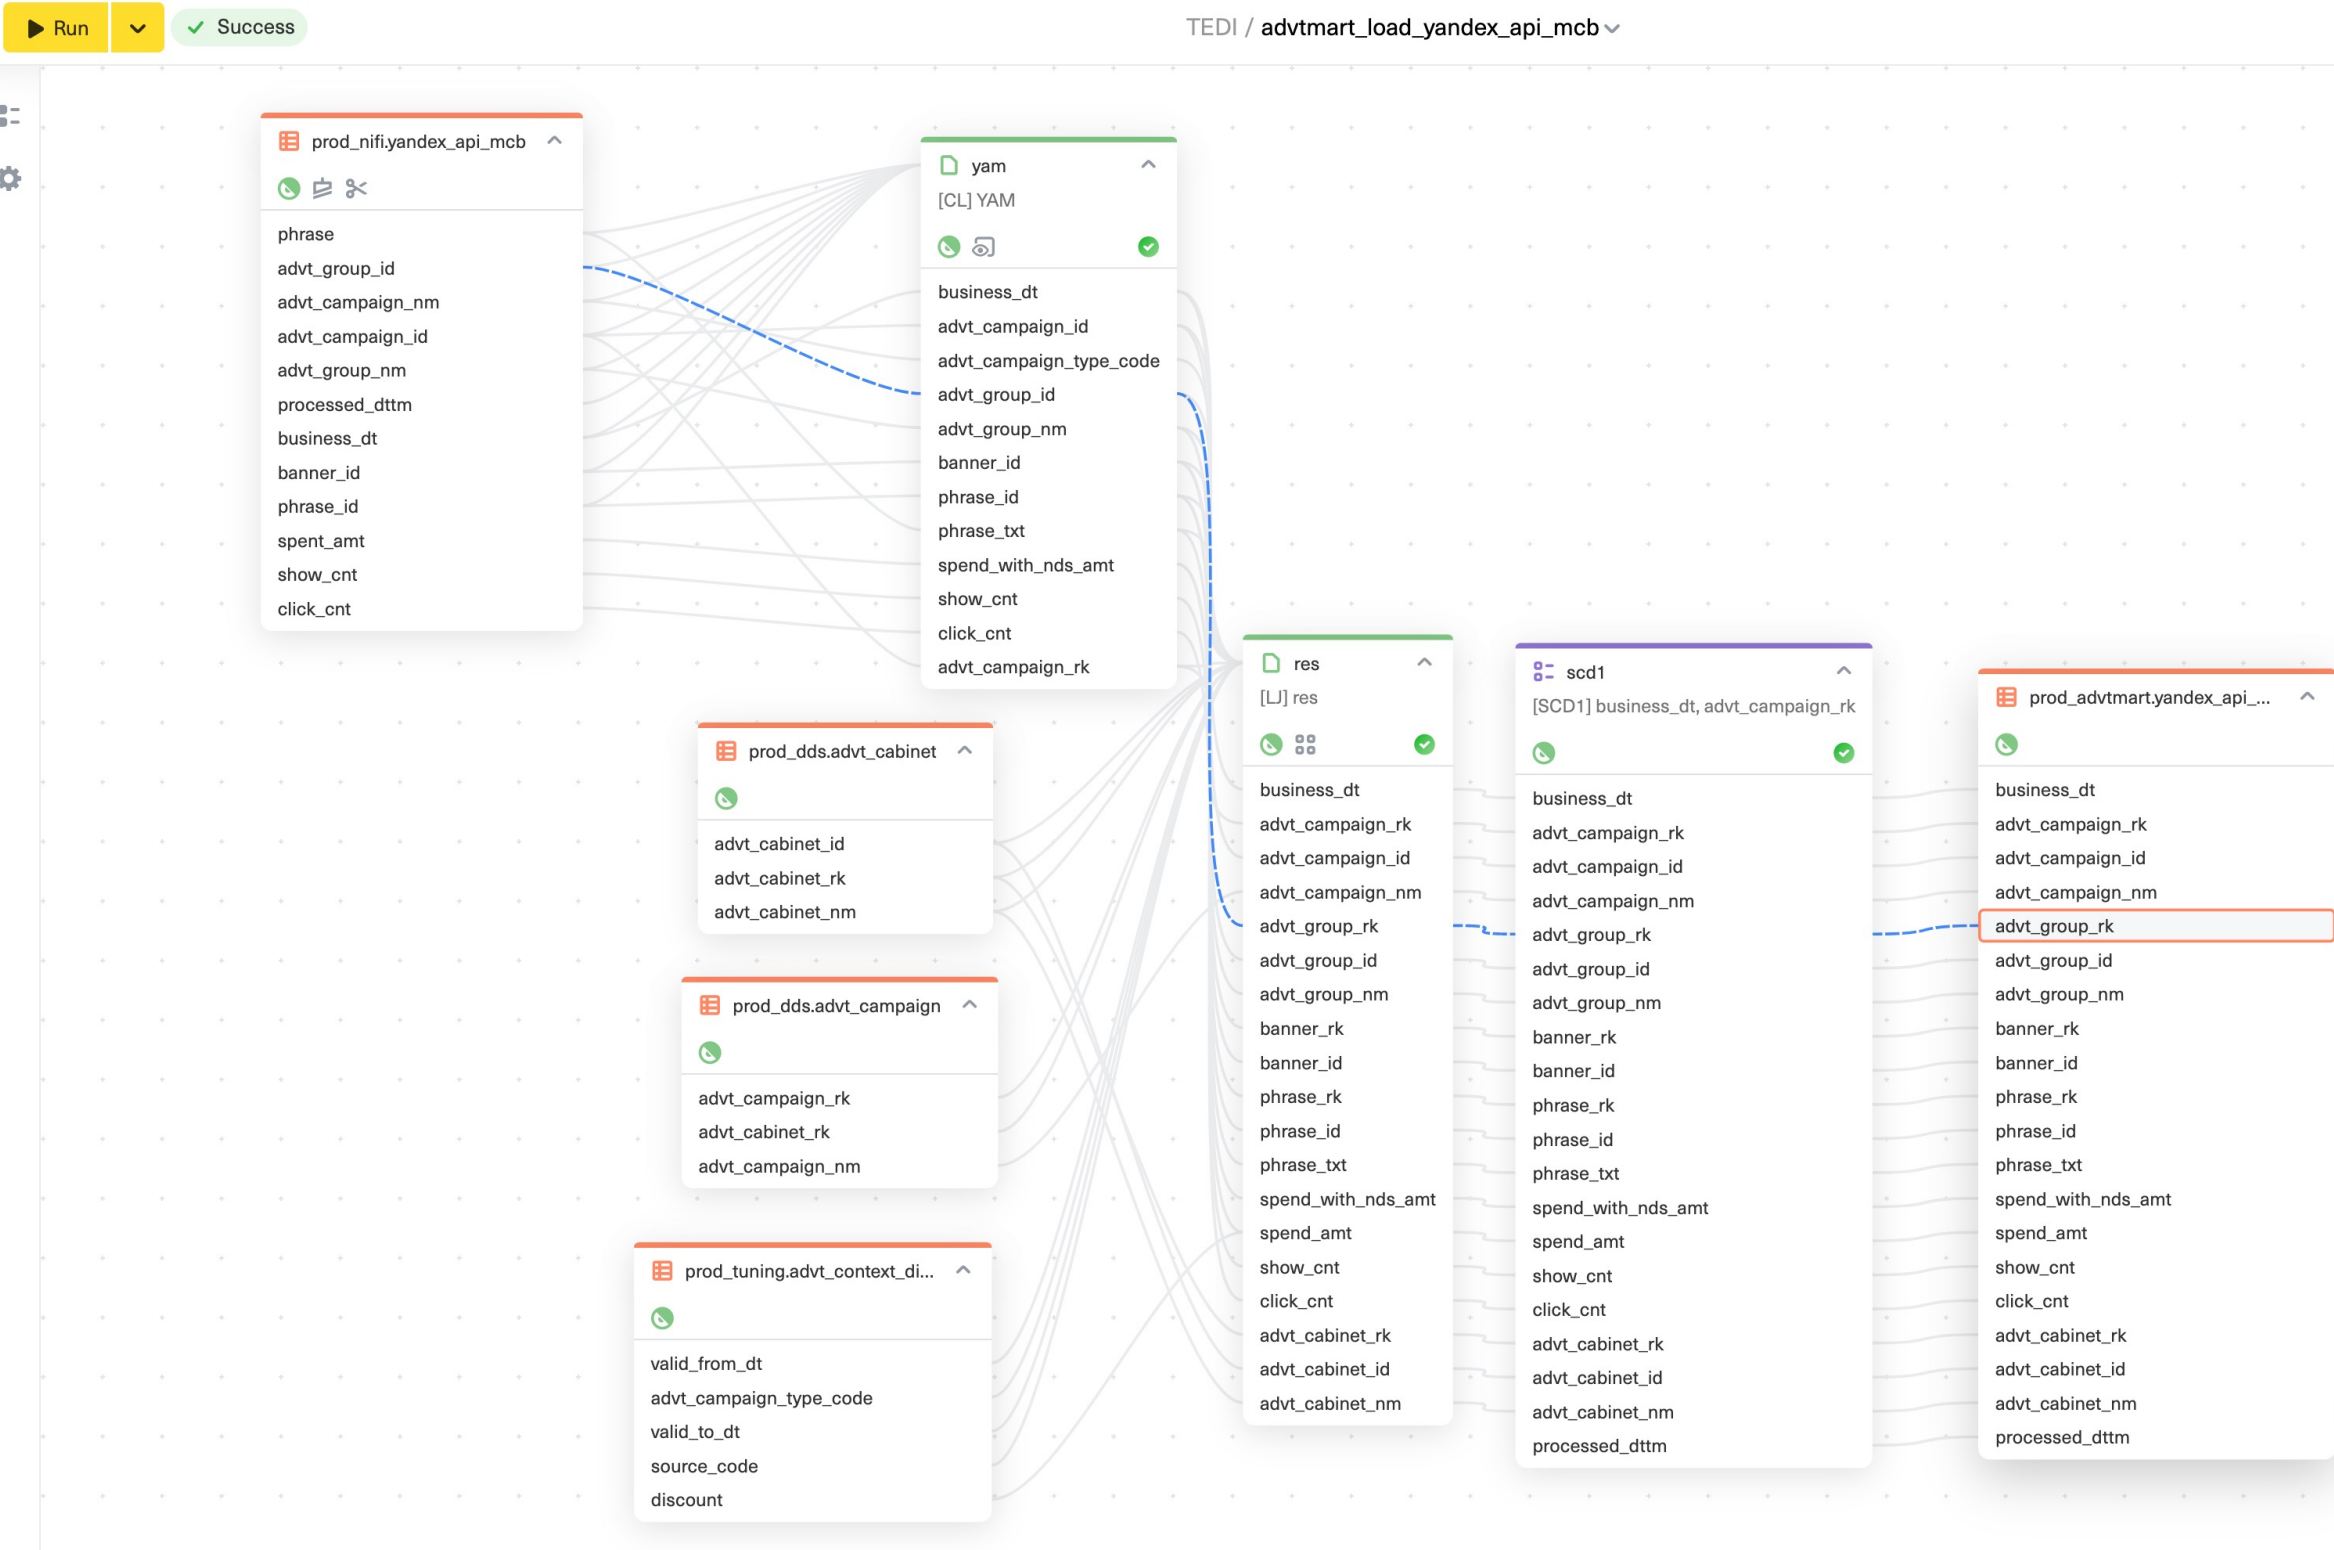 Run
Success
TEDI / advtmart_load_yandex_api_mcb
prod_nifi.yandex_api_mcb
phrase
advt_group_id
advt_campaign_nm
advt_campaign_id
advt_group_nm
processed_dttm
business_dt
banner_id
phrase_id
spent_amt
show_cnt
click_cnt
yam
[CL] YAM
business_dt
advt_campaign_id
advt_campaign_type_code
advt_group_id
advt_group_nm
banner_id
phrase_id
phrase_txt
spend_with_nds_amt
show_cnt
click_cnt
advt_campaign_rk
prod_dds.advt_cabinet
advt_cabinet_id
advt_cabinet_rk
advt_cabinet_nm
prod_dds.advt_campaign
advt_campaign_rk
advt_cabinet_rk
advt_campaign_nm
prod_tuning.advt_context_di...
valid_from_dt
advt_campaign_type_code
valid_to_dt
source_code
discount
res
[LJ] res
business_dt
advt_campaign_rk
advt_campaign_id
advt_campaign_nm
advt_group_rk
advt_group_id
advt_group_nm
banner_rk
banner_id
phrase_rk
phrase_id
phrase_txt
spend_with_nds_amt
spend_amt
show_cnt
click_cnt
advt_cabinet_rk
advt_cabinet_id
advt_cabinet_nm
scd1
[SCD1] business_dt, advt_campaign_rk
business_dt
advt_campaign_rk
advt_campaign_id
advt_campaign_nm
advt_group_rk
advt_group_id
advt_group_nm
banner_rk
banner_id
phrase_rk
phrase_id
phrase_txt
spend_with_nds_amt
spend_amt
show_cnt
click_cnt
advt_cabinet_rk
advt_cabinet_id
advt_cabinet_nm
processed_dttm
prod_advtmart.yandex_api_...
business_dt
advt_campaign_rk
advt_campaign_id
advt_campaign_nm
advt_group_rk
advt_group_id
advt_group_nm
banner_rk
banner_id
phrase_rk
phrase_id
phrase_txt
spend_with_nds_amt
spend_amt
show_cnt
click_cnt
advt_cabinet_rk
advt_cabinet_id
advt_cabinet_nm
processed_dttm